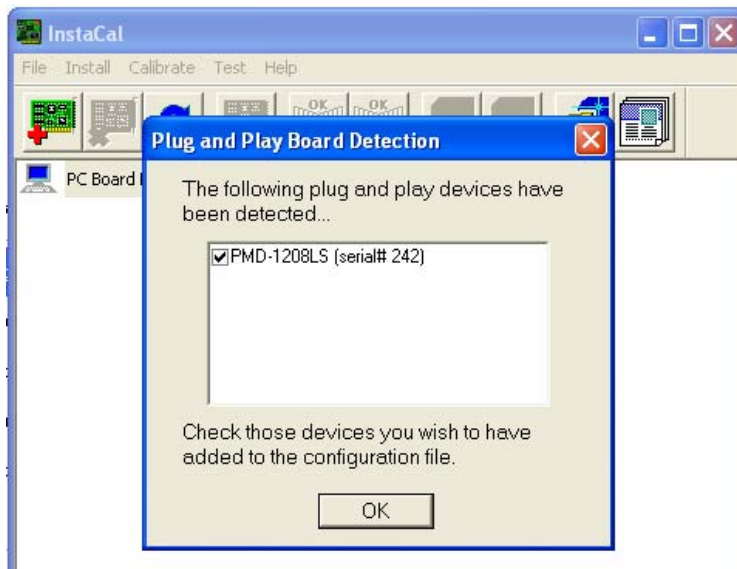 InstaCal
File Install Calibrate Test Help
OK OK
Plug and Play Board Detection
PC Board
The following plug and play devices have
been detected...
PMD-1208LS (serial# 242)
Check those devices you wish to have
added to the configuration file.
OK